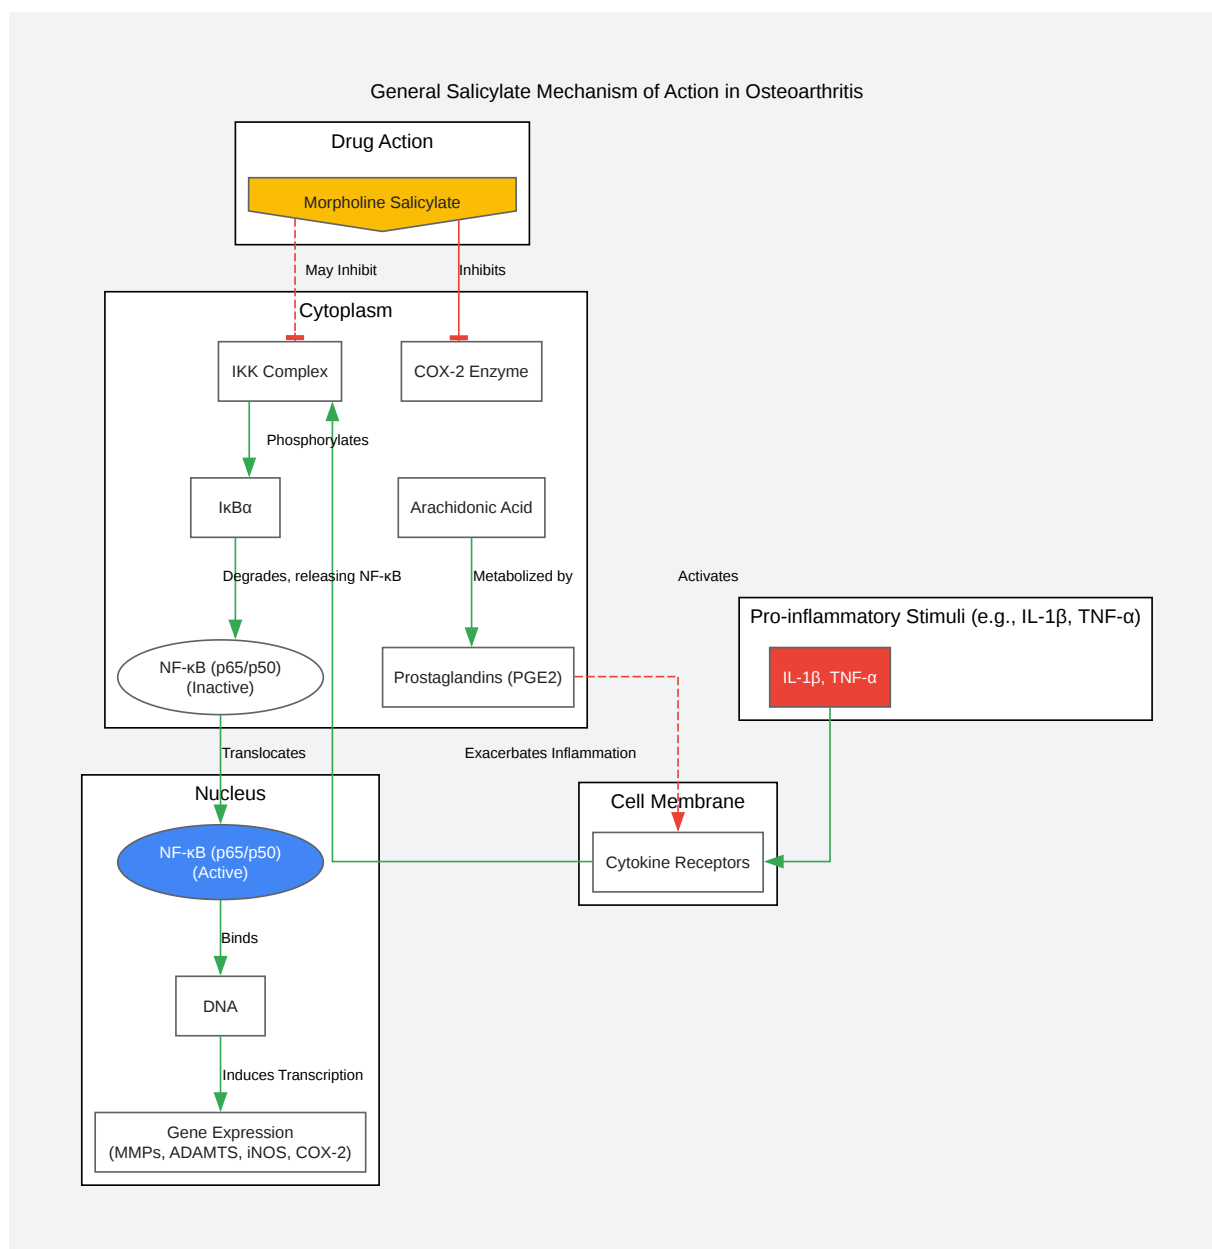 General Salicylate Mechanism of Action in Osteoarthritis
Drug Action
Morpholine Salicylate
May Inhibit
Inhibits
Cytoplasm
IKK Complex
COX-2 Enzyme
Phosphorylates
IκBα
Arachidonic Acid
Degrades, releasing NF-κB
Metabolized by
Activates
Pro-inflammatory Stimuli (e.g., IL-1β, TNF-α)
NF-κB (p65/p50)
(Inactive)
Prostaglandins (PGE2)
IL-1β, TNF-α
Translocates
Exacerbates Inflammation
Nucleus
Cell Membrane
NF-κB (p65/p50)
(Active)
Cytokine Receptors
Binds
DNA
Induces Transcription
Gene Expression
(MMPs, ADAMTS, iNOS, COX-2)